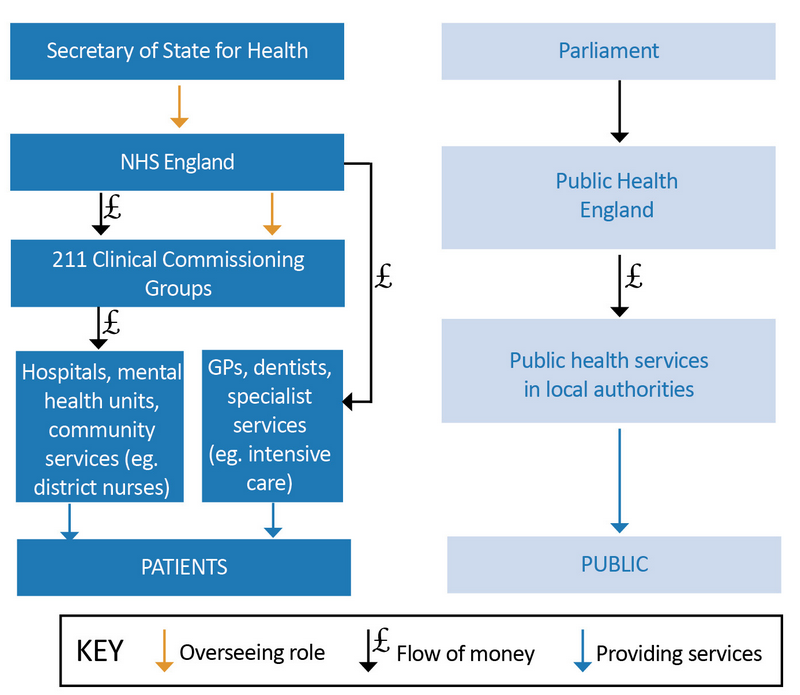 Secretary of State for Health
NHS England
£
£
211 Clinical Commissioning
Groups
£
Hospitals, mental
health units,
community
services (eg.
district nurses)
GPs, dentists,
specialist
services
(eg. intensive
care)
PATIENTS
Parliament
Public Health
England
£
Public health services
in local authorities
PUBLIC
KEY
Overseeing role
£
Flow of money
Providing services